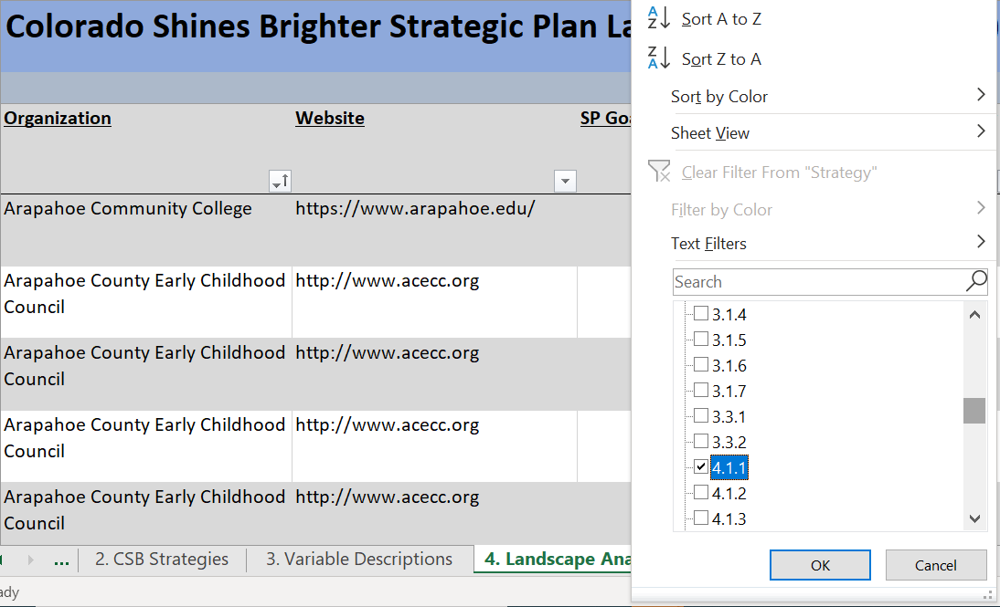 Colorado Shines Brighter Strategic Plan La
Organization
Website
SP Goa
Arapahoe Community College
https://www.arapahoe.edu/
Arapahoe County Early Childhood
Council
http://www.acecc.org
Arapahoe County Early Childhood
Council
http://www.acecc.org
Arapahoe County Early Childhood
Council
http://www.acecc.org
Arapahoe County Early Childhood
Council
http://www.acecc.org
... 2. CSB Strategies 3. Variable Descriptions 4. Landscape Ana
ady
Sort A to Z
Sort Z to A
Sort by Color
Sheet View
Clear Filter From "Strategy"
Filter by Color
Text Filters
Search
3.1.4
3.1.5
3.1.6
3.1.7
3.3.1
3.3.2
4.1.1
4.1.2
4.1.3
OK Cancel